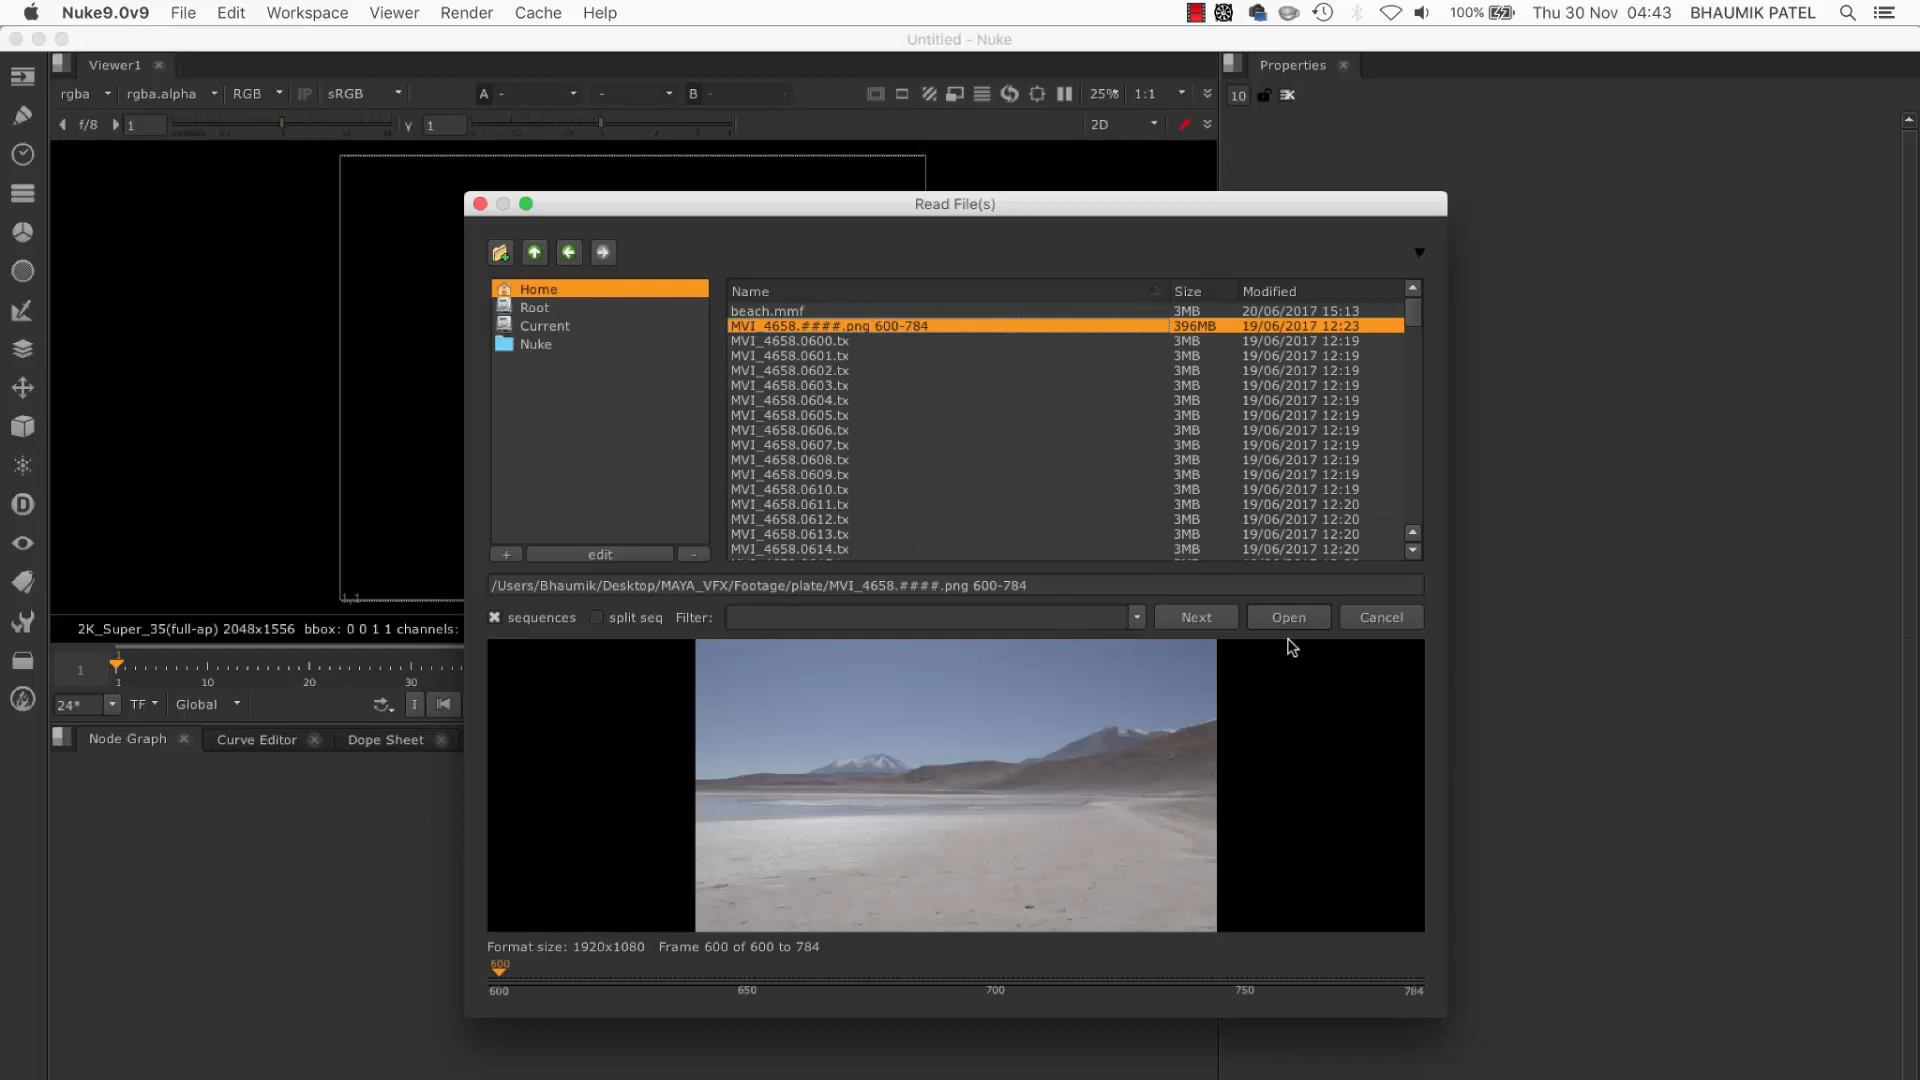 Nuke9.0v9 File Edit Workspace Viewer Render Cache Help 100% Thu 30 Nov 04:43 BHAUMIK PATEL
Untitled - Nuke
Viewer1
Properties
rgba rgba.alpha RGB IP sRGB A - - B - 25% 1:1
10
f/8 1 γ 1 2D
Read File(s)
Home
Root
Current
Nuke
+ edit -
Name Size Modified
beach.mmf 3MB 20/06/2017 15:13
MVI_4658.####.png 600-784 396MB 19/06/2017 12:23
MVI_4658.0600.tx 3MB 19/06/2017 12:19
MVI_4658.0601.tx 3MB 19/06/2017 12:19
MVI_4658.0602.tx 3MB 19/06/2017 12:19
MVI_4658.0603.tx 3MB 19/06/2017 12:19
MVI_4658.0604.tx 3MB 19/06/2017 12:19
MVI_4658.0605.tx 3MB 19/06/2017 12:19
MVI_4658.0606.tx 3MB 19/06/2017 12:19
MVI_4658.0607.tx 3MB 19/06/2017 12:19
MVI_4658.0608.tx 3MB 19/06/2017 12:19
MVI_4658.0609.tx 3MB 19/06/2017 12:19
MVI_4658.0610.tx 3MB 19/06/2017 12:19
MVI_4658.0611.tx 3MB 19/06/2017 12:20
MVI_4658.0612.tx 3MB 19/06/2017 12:20
MVI_4658.0613.tx 3MB 19/06/2017 12:20
MVI_4658.0614.tx 3MB 19/06/2017 12:20
/Users/Bhaumik/Desktop/MAYA_VFX/Footage/plate/MVI_4658.####.png 600-784
sequences split seq Filter: Next Open Cancel
Format size: 1920x1080 Frame 600 of 600 to 784
600
600 650 700 750 784
1,1
2K_Super_35(full-ap) 2048x1556 bbox: 0 0 1 1 channels:
1
1
1 10 20 30
24* TF Global I
Node Graph Curve Editor Dope Sheet